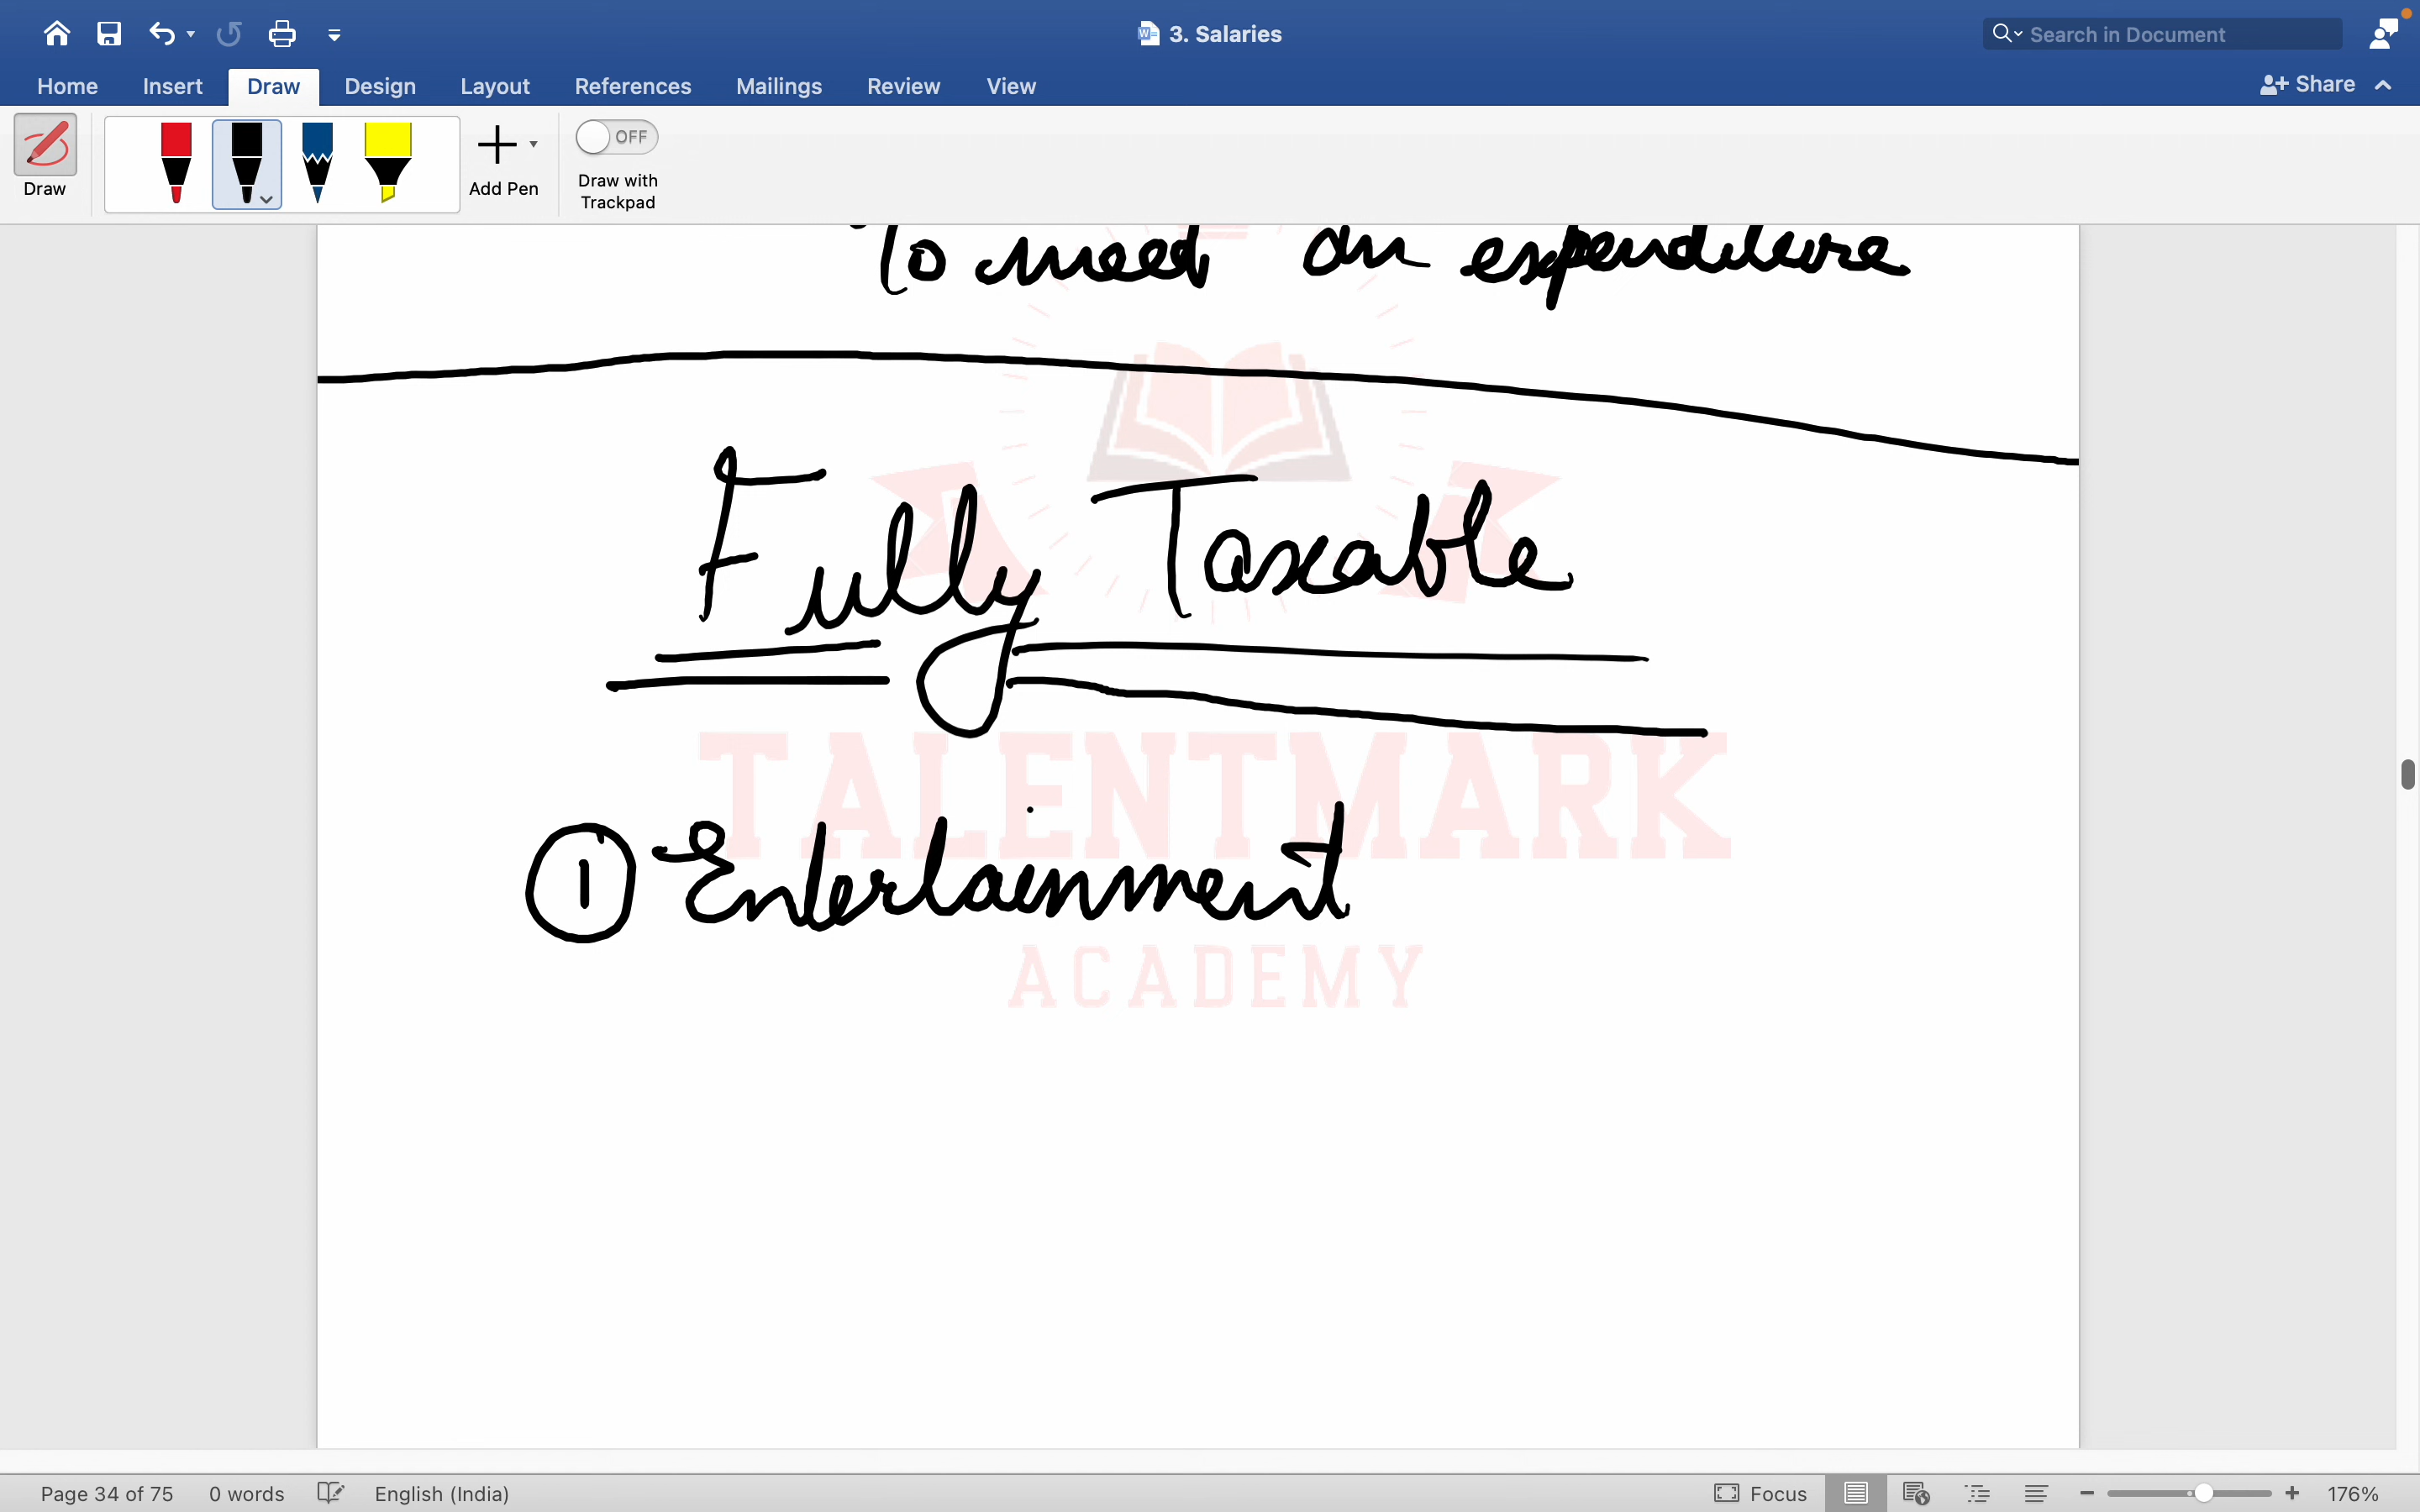 3. Salaries
Search in Document
Home Insert Draw Design Layout References Mailings Review View
Share
Draw
Add Pen
OFF
Draw with
Trackpad
To meet an expenditure
Fully Taxable
TALENTMARK
① Entertainment
ACADEMY
Page 34 of 75 0 words English (India) Focus 176%